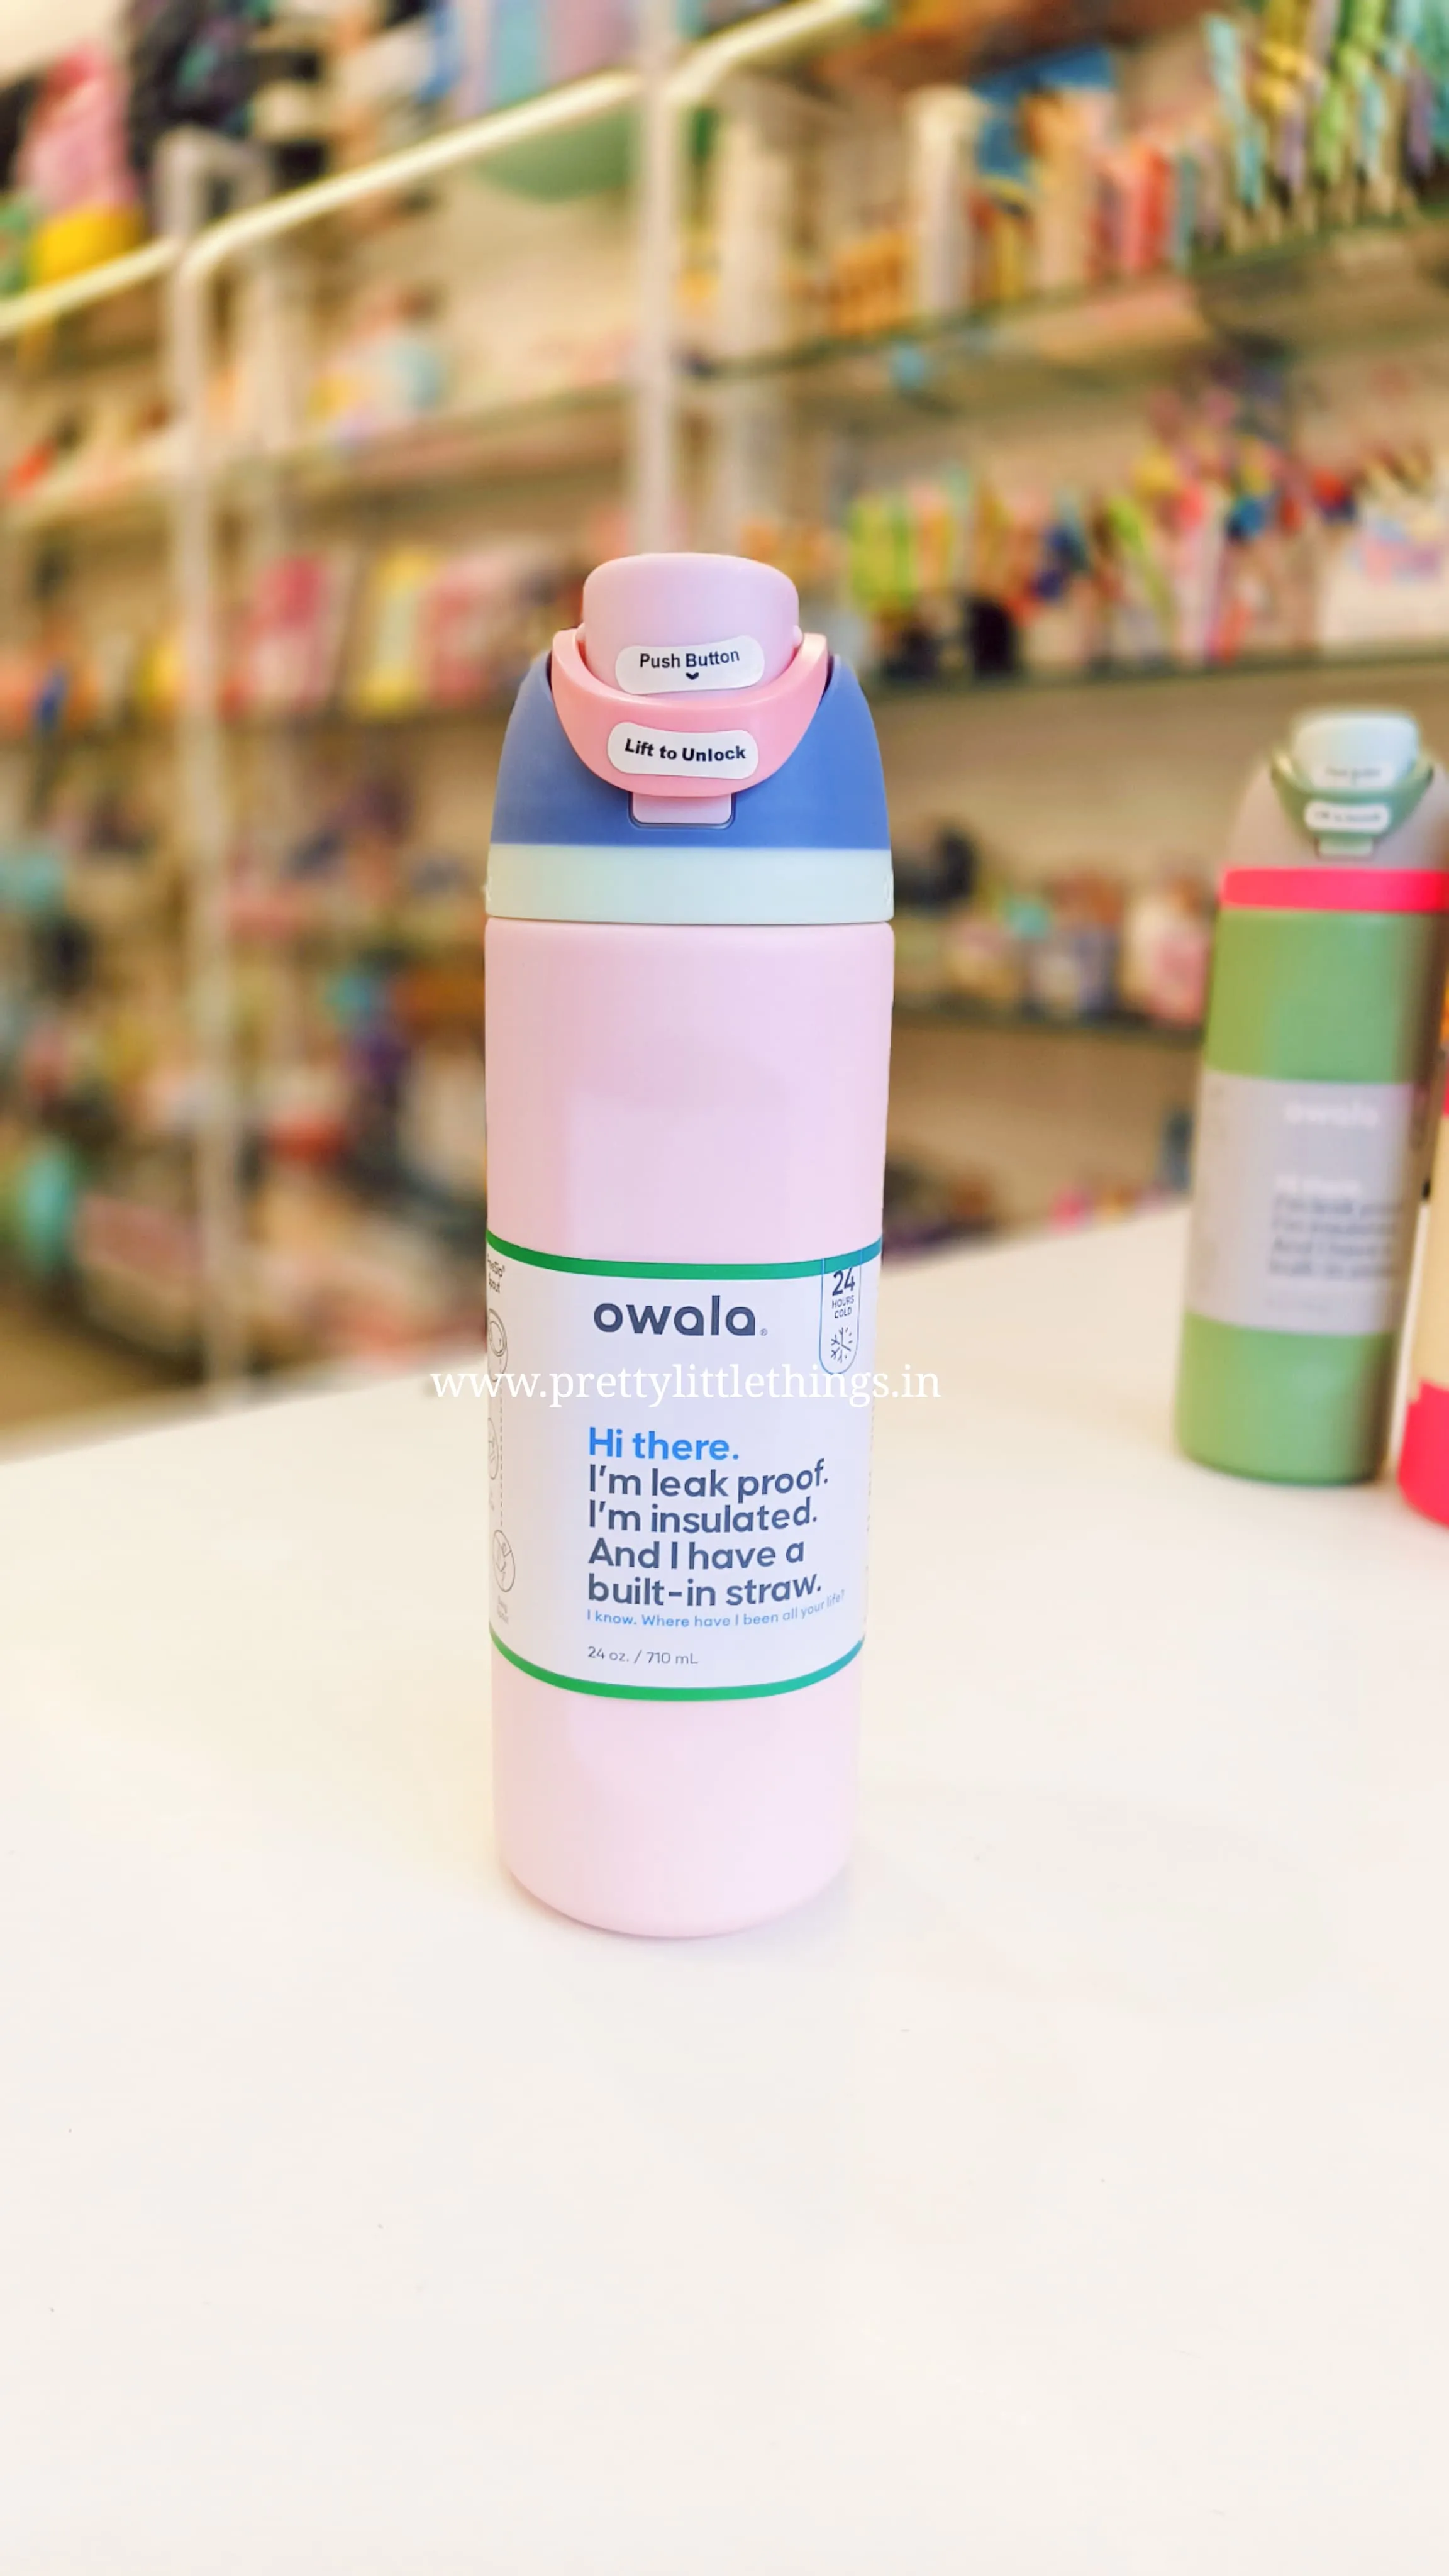 Push Button
Lift to Unlock
24
HOURS
COLD
owala®
www.prettylittlethings.in
Hi there.
I'm leak proof.
I'm insulated.
And I have a
built-in straw.
I know. Where have I been all your life?
24 oz. / 710 mL
owala